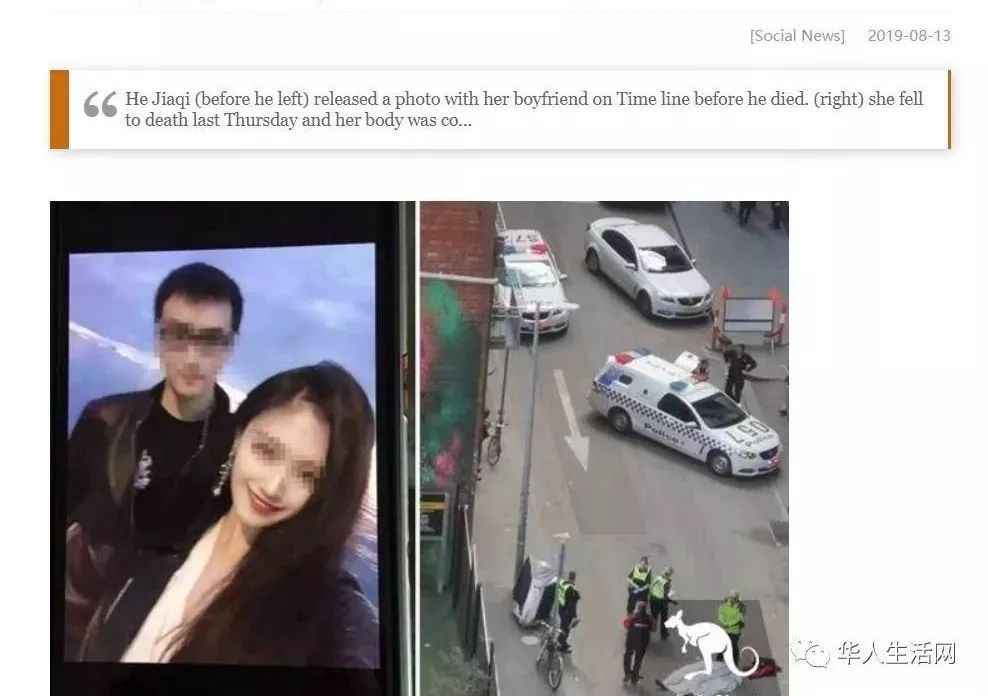 [Social News] 2019-08-13
He Jiaqi (before he left) released a photo with her boyfriend on Time line before he died. (right) she fell
to death last Thursday and her body was co...
Police
华人生活网